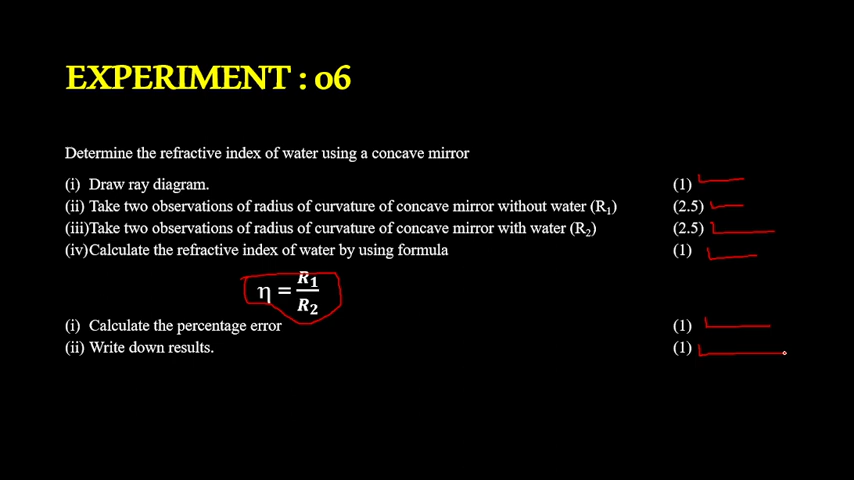 EXPERIMENT : 06
Determine the refractive index of water using a concave mirror
(i) Draw ray diagram. (1)
(ii) Take two observations of radius of curvature of concave mirror without water (R₁) (2.5)
(iii)Take two observations of radius of curvature of concave mirror with water (R₂) (2.5)
(iv)Calculate the refractive index of water by using formula (1)
η = R₁/R₂
(i) Calculate the percentage error (1)
(ii) Write down results. (1)